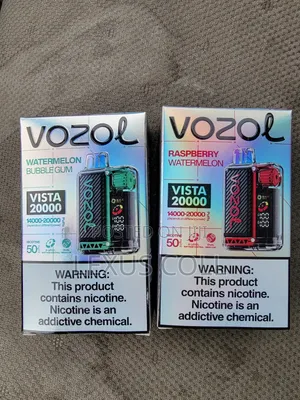 VOZOL
WATERMELON
BUBBLE GUM
VISTA
20000
14000-20000
50
WARNING:
This product
contains nicotine.
Nicotine is an
addictive chemical.
VOZOL
RASPBERRY
WATERMELON
VISTA
20000
14000-20000
50
WARNING:
This product
contains nicotine.
Nicotine is an
addictive chemical.